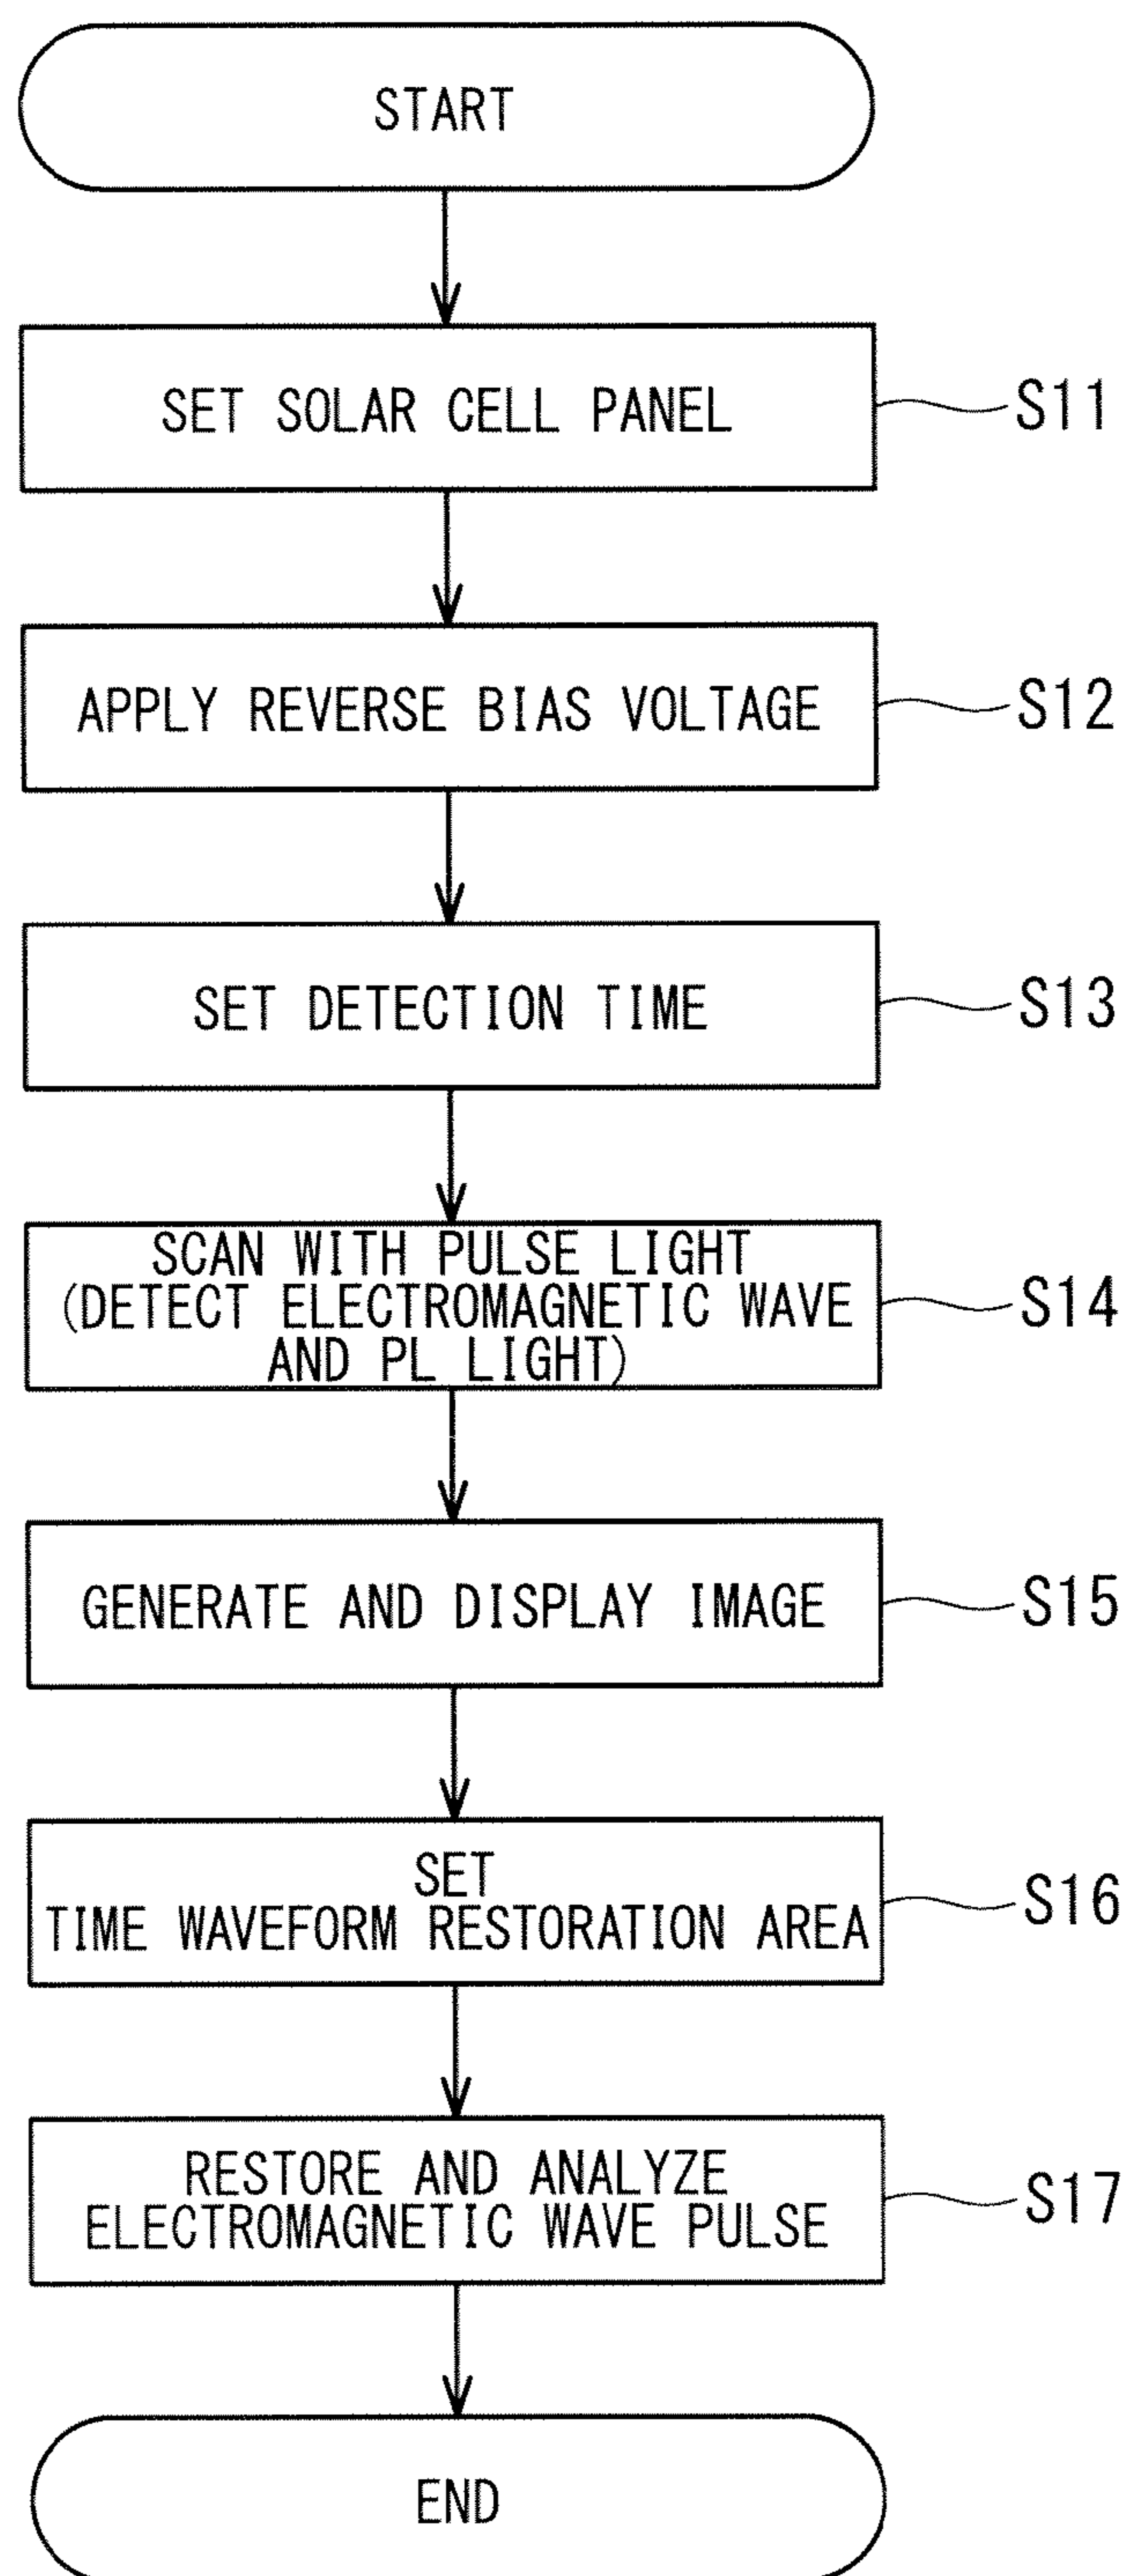 START
SET SOLAR CELL PANEL
S11
APPLY REVERSE BIAS VOLTAGE
S12
SET DETECTION TIME
S13
SCAN WITH PULSE LIGHT
(DETECT ELECTROMAGNETIC WAVE
AND PL LIGHT)
S14
GENERATE AND DISPLAY IMAGE
S15
SET
TIME WAVEFORM RESTORATION AREA
S16
RESTORE AND ANALYZE
ELECTROMAGNETIC WAVE PULSE
S17
END